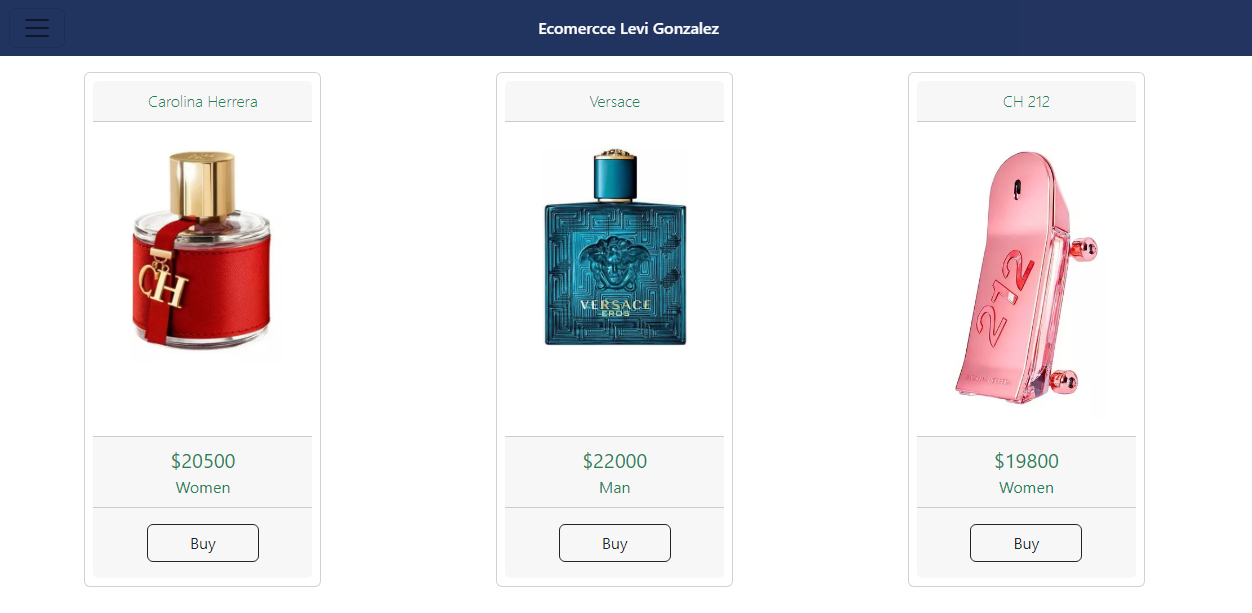 Ecomercce Levi Gonzalez
Carolina Herrera
CH
$20500
Women
Buy
Versace
VERSACE
EROS
$22000
Man
Buy
CH 212
212
$19800
Women
Buy